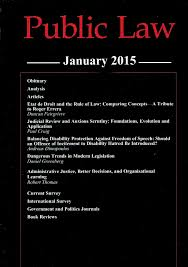 Public Law
January 2015
Obituary
Analysis
Articles
Etat de Droit and the Rule of Law: Comparing Concepts—A Tribute
to Roger Errera
Duncan Fairgrieve
Judicial Review and Anxious Scrutiny: Foundations, Evolution and
Application
Paul Craig
Balancing Disability Protection Against Freedom of Speech: Should
an Offence of Incitement to Disability Hatred Be Introduced?
Andreas Dimopoulos
Dangerous Trends in Modern Legislation
Daniel Greenberg
Administrative Justice, Better Decisions, and Organisational
Learning
Robert Thomas
Current Survey
International Survey
Government and Politics Journals
Book Reviews